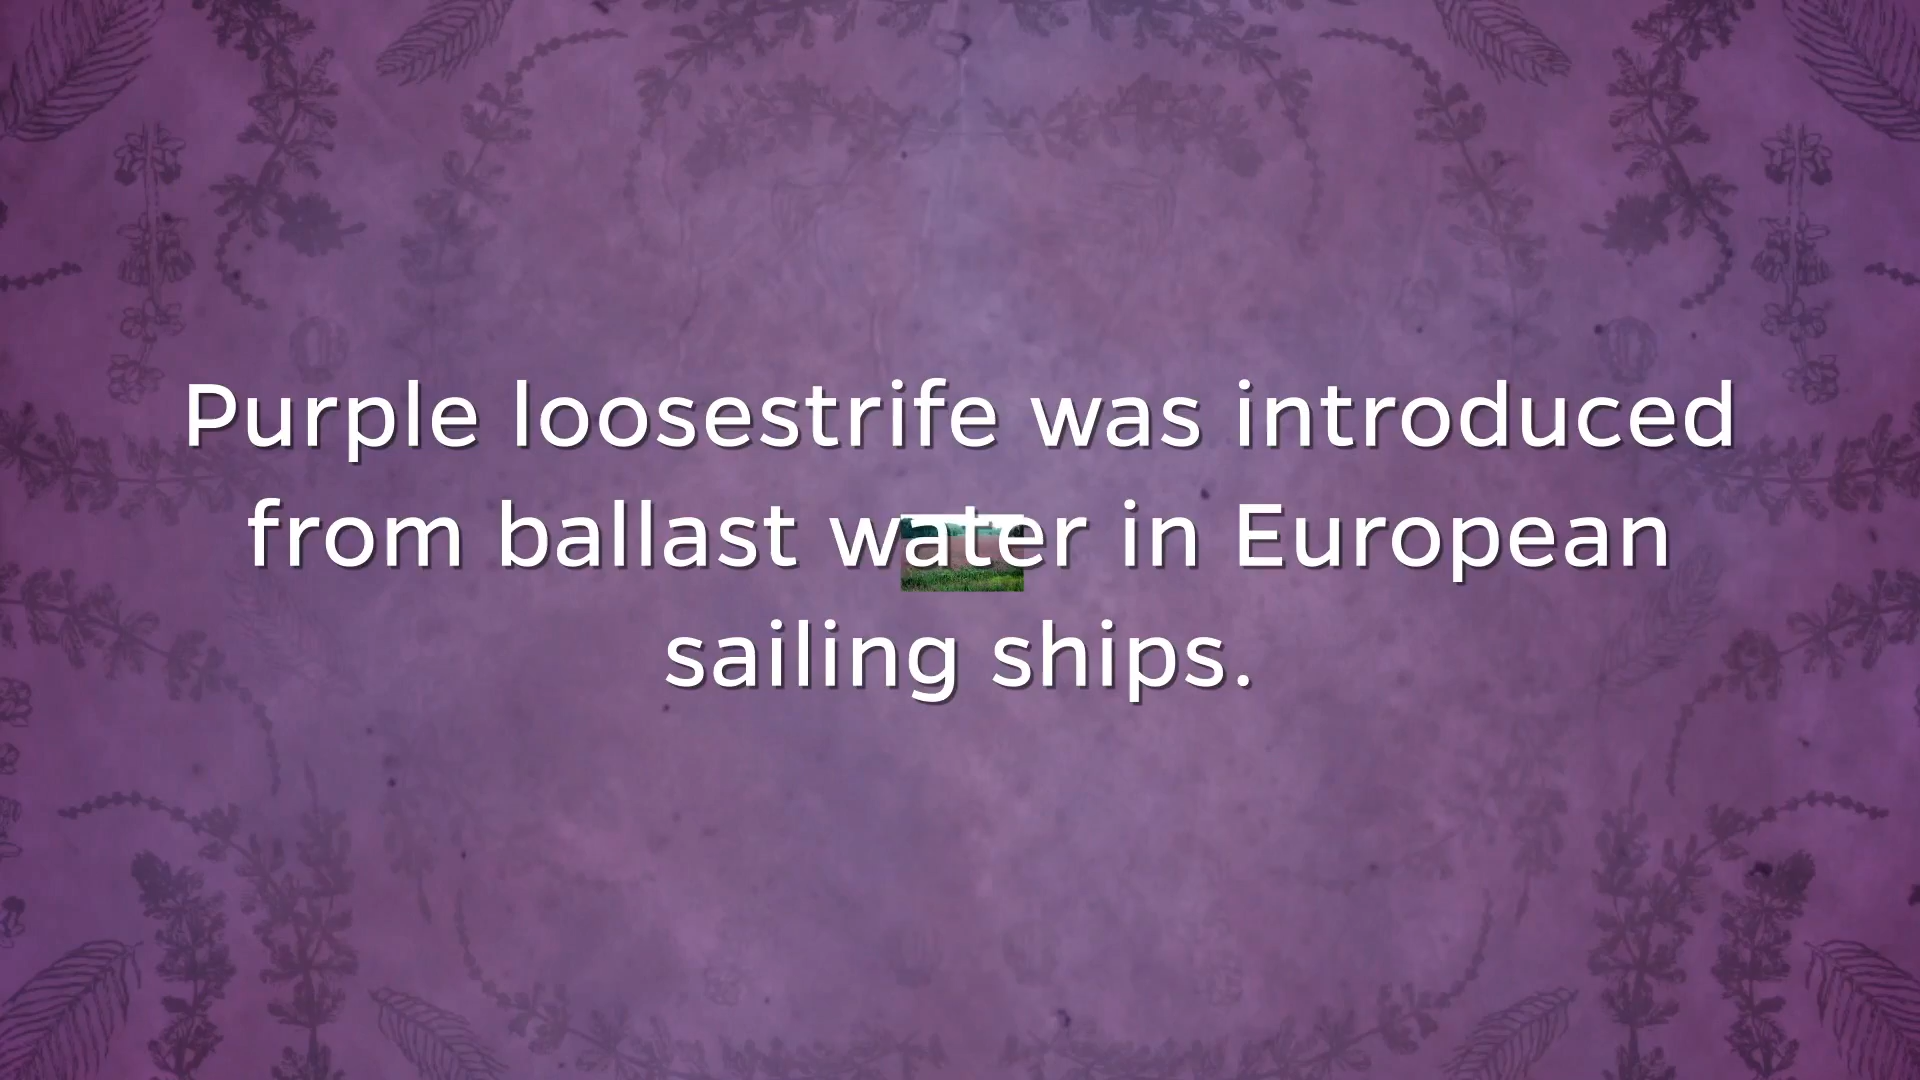 Purple loosestrife was introduced
from ballast water in European
sailing ships.